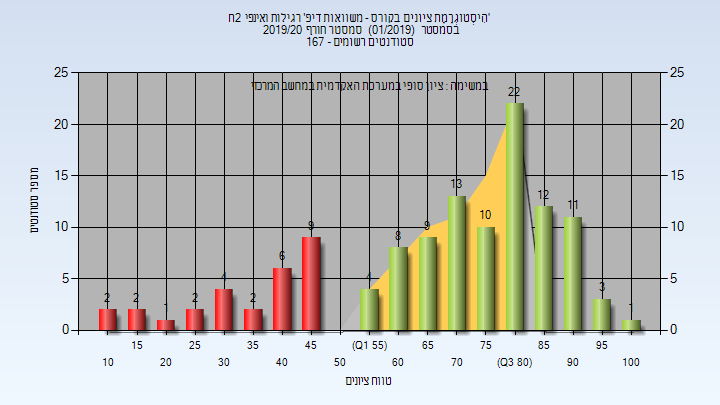 'היסטוגרמת ציונים בקורס - משוואות דיפ' רגילות ואינפי 2ח
בסמסטר (01/2019) סמסטר חורף 2019/20
סטודנטים רשומים - 167
במשימה : ציון סופי במערכת האקדמית במחשב המרכזי
25 25
20 20
15 15
10 10
5 5
0 0
מספר סטודנטים
2 2 1 2 4 2 6 9 4 8 9 13 10 22 12 11 3 1
15 25 35 45 (Q1 55) 65 75 85 95
10 20 30 40 50 60 70 (Q3 80) 90 100
טווח ציונים